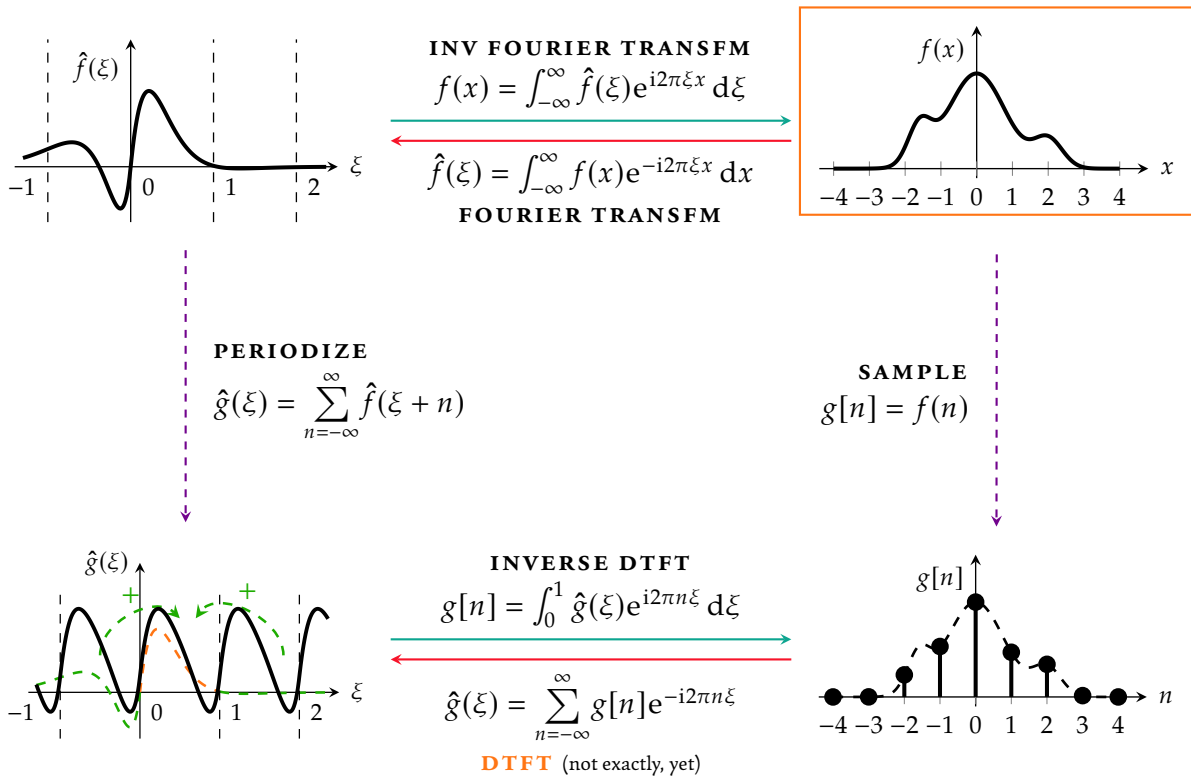 f̂(ξ)
ξ
−1 0 1 2
INV FOURIER TRANSFM
f(x) = ∫_{−∞}^{∞} f̂(ξ)e^{i2πξx} dξ
f̂(ξ) = ∫_{−∞}^{∞} f(x)e^{−i2πξx} dx
FOURIER TRANSFM
f(x)
x
−4 −3 −2 −1 0 1 2 3 4
PERIODIZE
ĝ(ξ) = ∑_{n=−∞}^{∞} f̂(ξ + n)
SAMPLE
g[n] = f(n)
ĝ(ξ)
+ +
ξ
−1 0 1 2
INVERSE DTFT
g[n] = ∫_{0}^{1} ĝ(ξ)e^{i2πnξ} dξ
ĝ(ξ) = ∑_{n=−∞}^{∞} g[n]e^{−i2πnξ}
DTFT (not exactly, yet)
g[n]
n
−4 −3 −2 −1 0 1 2 3 4